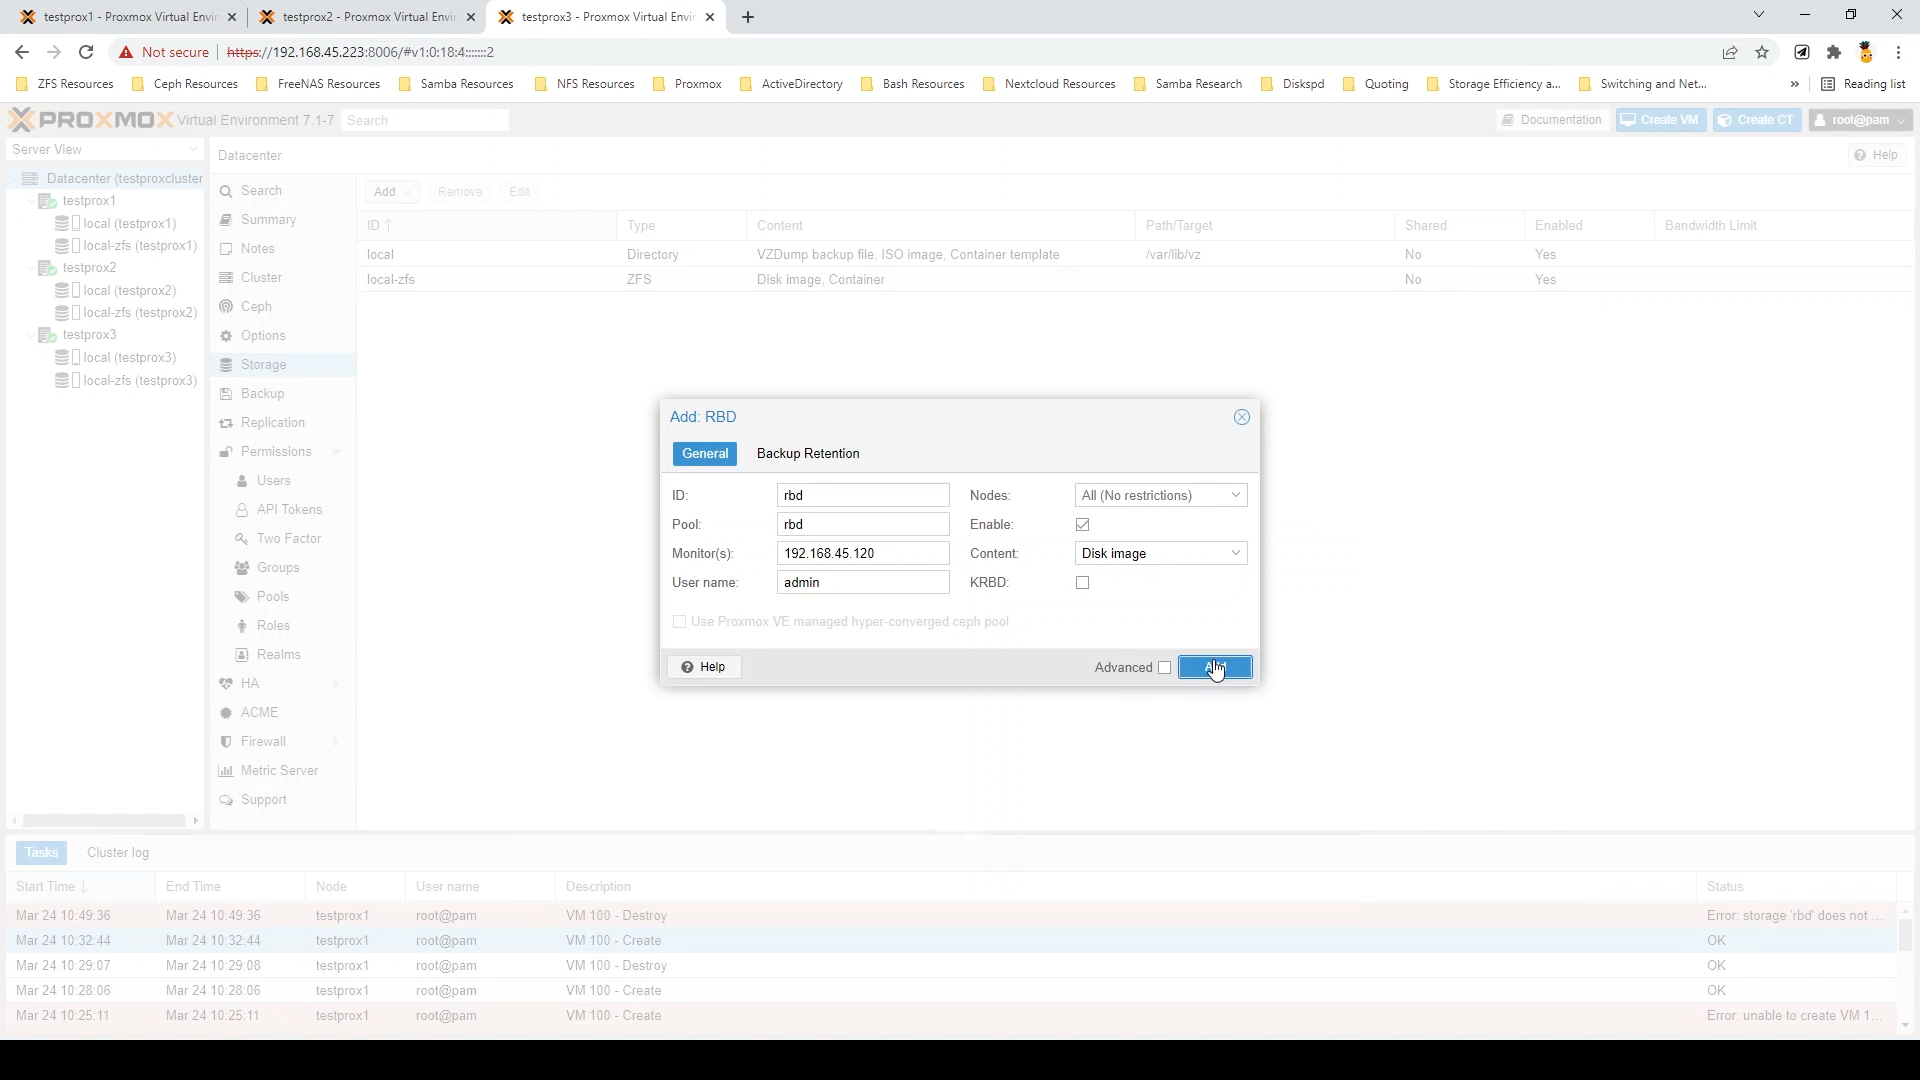 testprox1 - Proxmox Virtual Envir
testprox2 - Proxmox Virtual Envir
testprox3 - Proxmox Virtual Envir
Not secure
https://192.168.45.223:8006/#v1:0:18:4:::::::2
ZFS Resources
Ceph Resources
FreeNAS Resources
Samba Resources
NFS Resources
Proxmox
ActiveDirectory
Bash Resources
Nextcloud Resources
Samba Research
Diskspd
Quoting
Storage Efficiency a...
Switching and Net...
»
Reading list
PROXMOX Virtual Environment 7.1-7
Search
Documentation
Create VM
Create CT
root@pam
Server View
Datacenter (testproxcluster
testprox1
local (testprox1)
local-zfs (testprox1)
testprox2
local (testprox2)
local-zfs (testprox2)
testprox3
local (testprox3)
local-zfs (testprox3)
Datacenter
Help
Search
Summary
Notes
Cluster
Ceph
Options
Storage
Backup
Replication
Permissions
Users
API Tokens
Two Factor
Groups
Pools
Roles
Realms
HA
ACME
Firewall
Metric Server
Support
Add
Remove
Edit
ID Type Content Path/Target Shared Enabled Bandwidth Limit
local Directory VZDump backup file, ISO image, Container template /var/lib/vz No Yes
local-zfs ZFS Disk image, Container No Yes
Add: RBD
General
Backup Retention
ID: rbd Nodes: All (No restrictions)
Pool: rbd Enable:
Monitor(s): 192.168.45.120 Content: Disk image
User name: admin KRBD:
Use Proxmox VE managed hyper-converged ceph pool
Help
Advanced
Tasks
Cluster log
Start Time End Time Node User name Description Status
Mar 24 10:49:36 Mar 24 10:49:36 testprox1 root@pam VM 100 - Destroy Error: storage 'rbd' does not ...
Mar 24 10:32:44 Mar 24 10:32:44 testprox1 root@pam VM 100 - Create OK
Mar 24 10:29:07 Mar 24 10:29:08 testprox1 root@pam VM 100 - Destroy OK
Mar 24 10:28:06 Mar 24 10:28:06 testprox1 root@pam VM 100 - Create OK
Mar 24 10:25:11 Mar 24 10:25:11 testprox1 root@pam VM 100 - Create Error: unable to create VM 1...